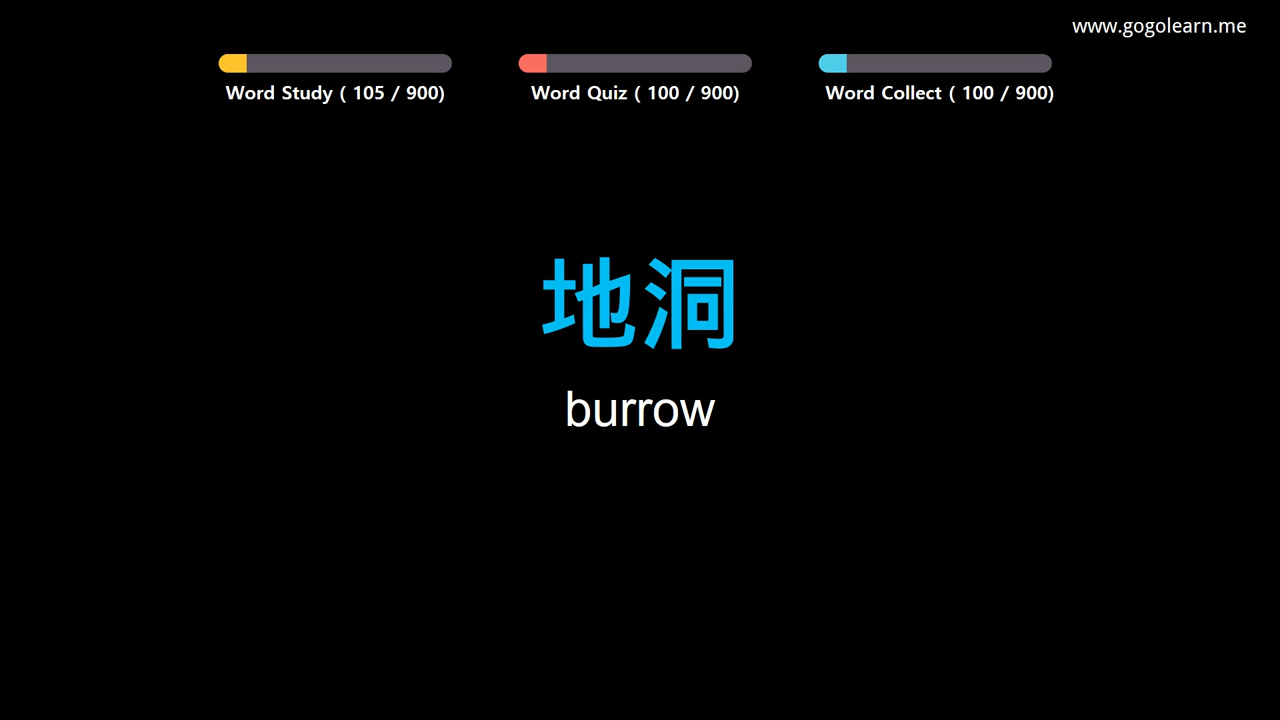 www.gogolearn.me
Word Study ( 105 / 900)
Word Quiz ( 100 / 900)
Word Collect ( 100 / 900)
地洞
burrow